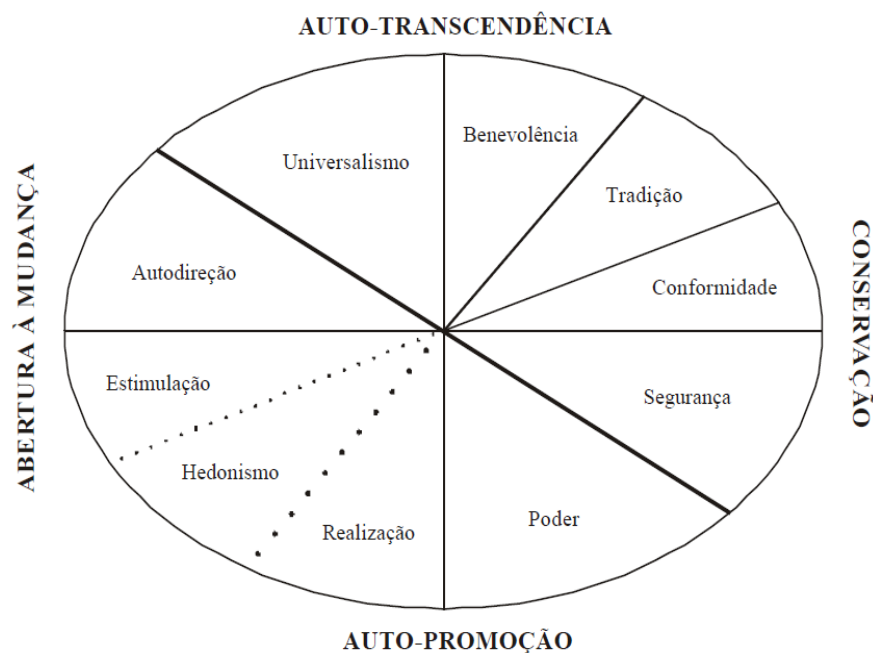 AUTO-TRANSCENDÊNCIA
Benevolência
Universalismo
Tradição
Autodireção
Conformidade
ABERTURA À MUDANÇA
CONSERVAÇÃO
Estimulação
Segurança
Hedonismo
Poder
Realização
AUTO-PROMOÇÃO